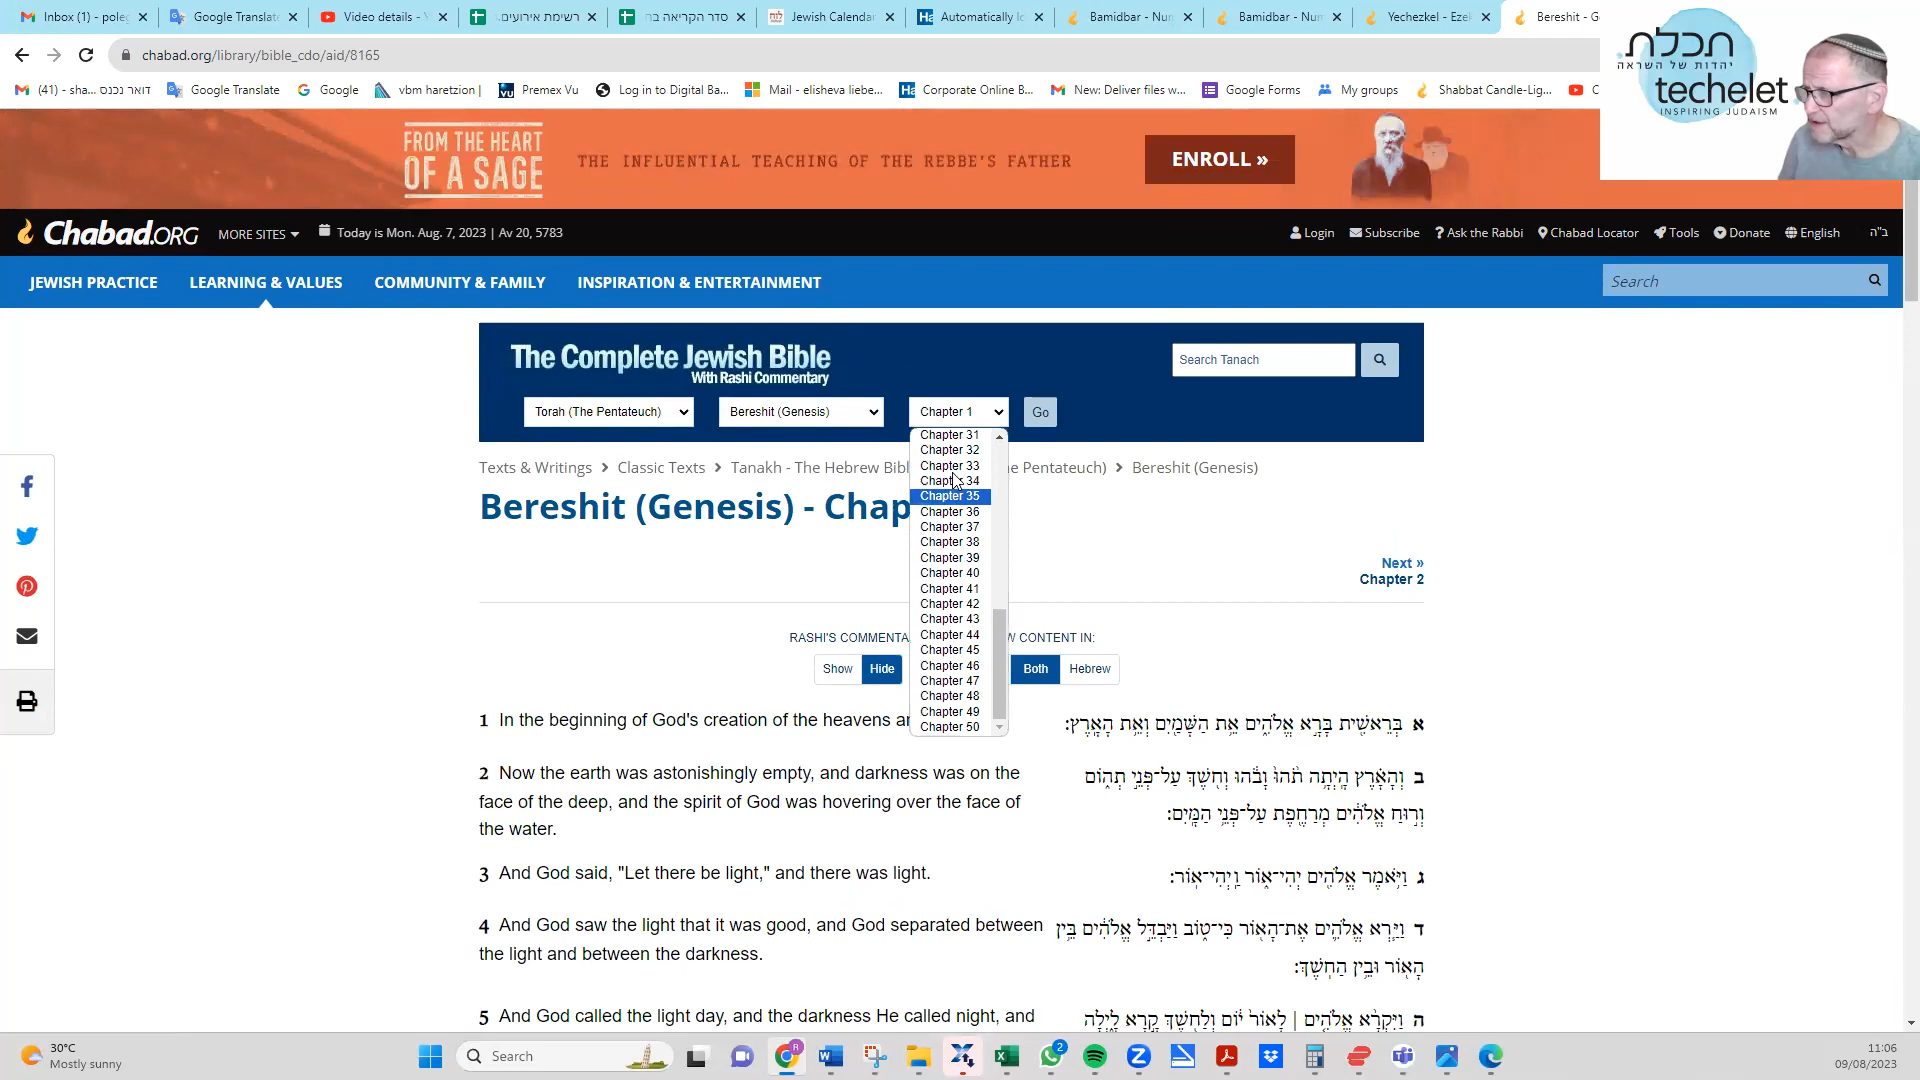 Inbox (1) - poleg
Google Translate
Video details - Y
רשימת אירועים
סדר הקריאה בת
Jewish Calendar
Automatically lo
Bamidbar - Num
Bamidbar - Num
Yechezkel - Ezek
Bereshit - Ge
chabad.org/library/bible_cdo/aid/8165
(41) - sha... דואר נכנס
Google Translate
Google
vbm haretzion |
Premex Vu
Log in to Digital Ba...
Mail - elisheva liebe...
Corporate Online B...
New: Deliver files w...
Google Forms
My groups
Shabbat Candle-Lig...
תכלת
יהדות של השראה
techelet
INSPIRING JUDAISM
FROM THE HEART
OF A SAGE
THE INFLUENTIAL TEACHING OF THE REBBE'S FATHER
ENROLL »
Chabad.ORG
MORE SITES
Today is Mon. Aug. 7, 2023 | Av 20, 5783
Login
Subscribe
Ask the Rabbi
Chabad Locator
Tools
Donate
English
ב"ה
JEWISH PRACTICE
LEARNING & VALUES
COMMUNITY & FAMILY
INSPIRATION & ENTERTAINMENT
Search
The Complete Jewish Bible
With Rashi Commentary
Search Tanach
Torah (The Pentateuch)
Bereshit (Genesis)
Chapter 1
Go
Chapter 31
Chapter 32
Chapter 33
Chapter 34
Chapter 35
Chapter 36
Chapter 37
Chapter 38
Chapter 39
Chapter 40
Chapter 41
Chapter 42
Chapter 43
Chapter 44
Chapter 45
Chapter 46
Chapter 47
Chapter 48
Chapter 49
Chapter 50
Texts & Writings > Classic Texts > Tanakh - The Hebrew Bibl
e Pentateuch) > Bereshit (Genesis)
Bereshit (Genesis) - Chap
Next »
Chapter 2
RASHI'S COMMENTA
W CONTENT IN:
Show
Hide
Both
Hebrew
1 In the beginning of God's creation of the heavens an
א בְּרֵאשִׁ֖ית בָּרָ֣א אֱלֹהִ֑ים אֵ֥ת הַשָּׁמַ֖יִם וְאֵ֥ת הָאָֽרֶץ:
2 Now the earth was astonishingly empty, and darkness was on the
face of the deep, and the spirit of God was hovering over the face of
the water.
ב וְהָאָ֗רֶץ הָֽיְתָ֥ה תֹ֨הוּ֙ וָבֹ֔הוּ וְח֖שֶׁךְ עַל־פְּנֵ֣י תְה֑וֹם
וְר֣וּחַ אֱלֹהִ֔ים מְרַחֶ֖פֶת עַל־פְּנֵ֥י הַמָּֽיִם:
3 And God said, "Let there be light," and there was light.
ג וַיֹּ֥אמֶר אֱלֹהִ֖ים יְהִי־א֑וֹר וַֽיְהִי־אֽוֹר:
4 And God saw the light that it was good, and God separated between
the light and between the darkness.
ד וַיַּ֧רְא אֱלֹהִ֛ים אֶת־הָא֖וֹר כִּי־ט֑וֹב וַיַּבְדֵּ֣ל אֱלֹהִ֔ים בֵּ֥ין
הָא֖וֹר וּבֵ֥ין הַחֽשֶׁךְ:
5 And God called the light day, and the darkness He called night, and
ה וַיִּקְרָ֨א אֱלֹהִ֤ים | לָאוֹר֙ י֔וֹם וְלַח֖שֶׁךְ קָ֣רָא לָ֑יְלָה
30°C
Mostly sunny
Search
2
11:06
09/08/2023